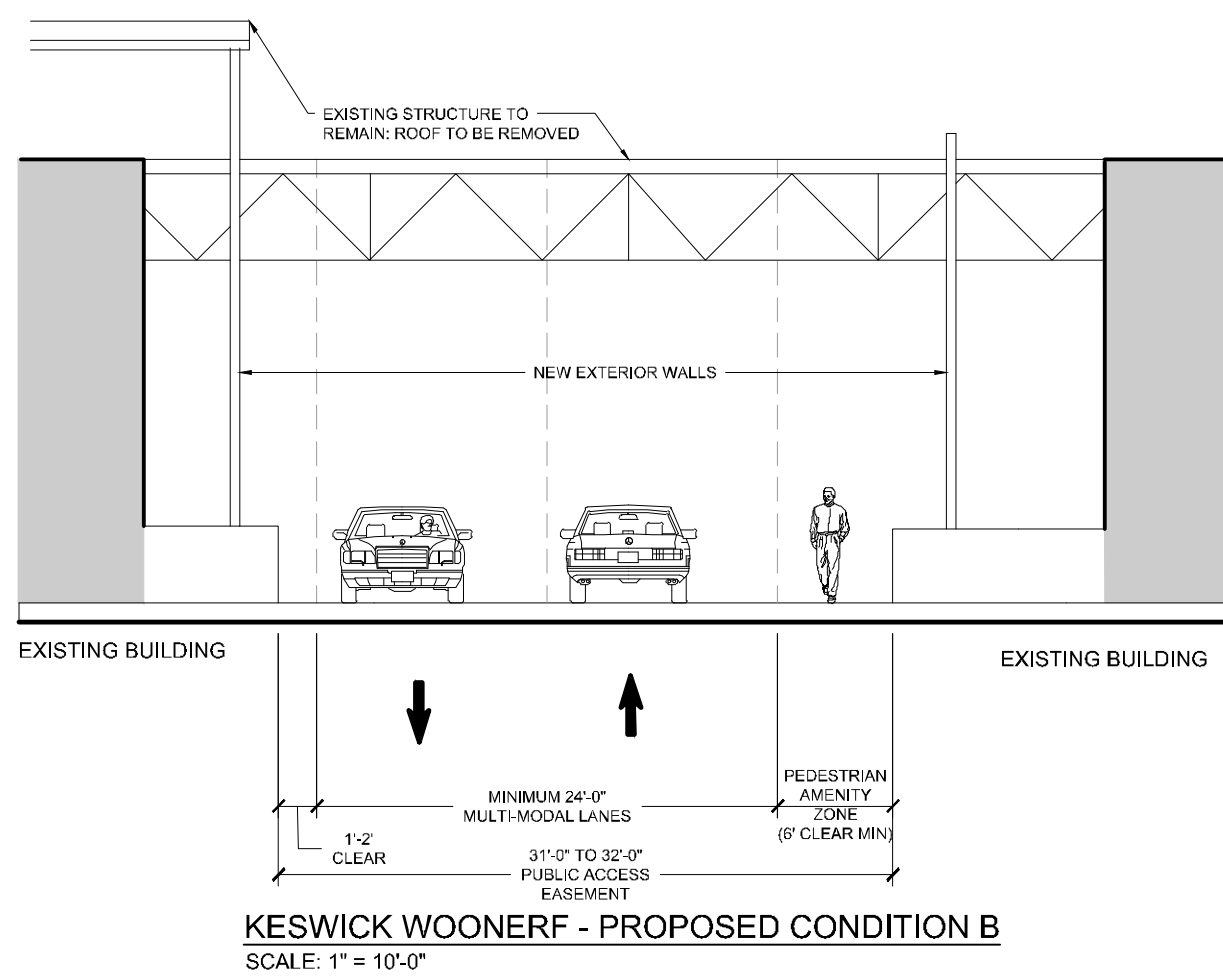 EXISTING STRUCTURE TO
REMAIN: ROOF TO BE REMOVED
NEW EXTERIOR WALLS
EXISTING BUILDING
EXISTING BUILDING
MINIMUM 24'-0"
MULTI-MODAL LANES
PEDESTRIAN
AMENITY
ZONE
(6' CLEAR MIN)
1'-2'
CLEAR
31'-0" TO 32'-0"
PUBLIC ACCESS
EASEMENT
KESWICK WOONERF - PROPOSED CONDITION B
SCALE: 1" = 10'-0"